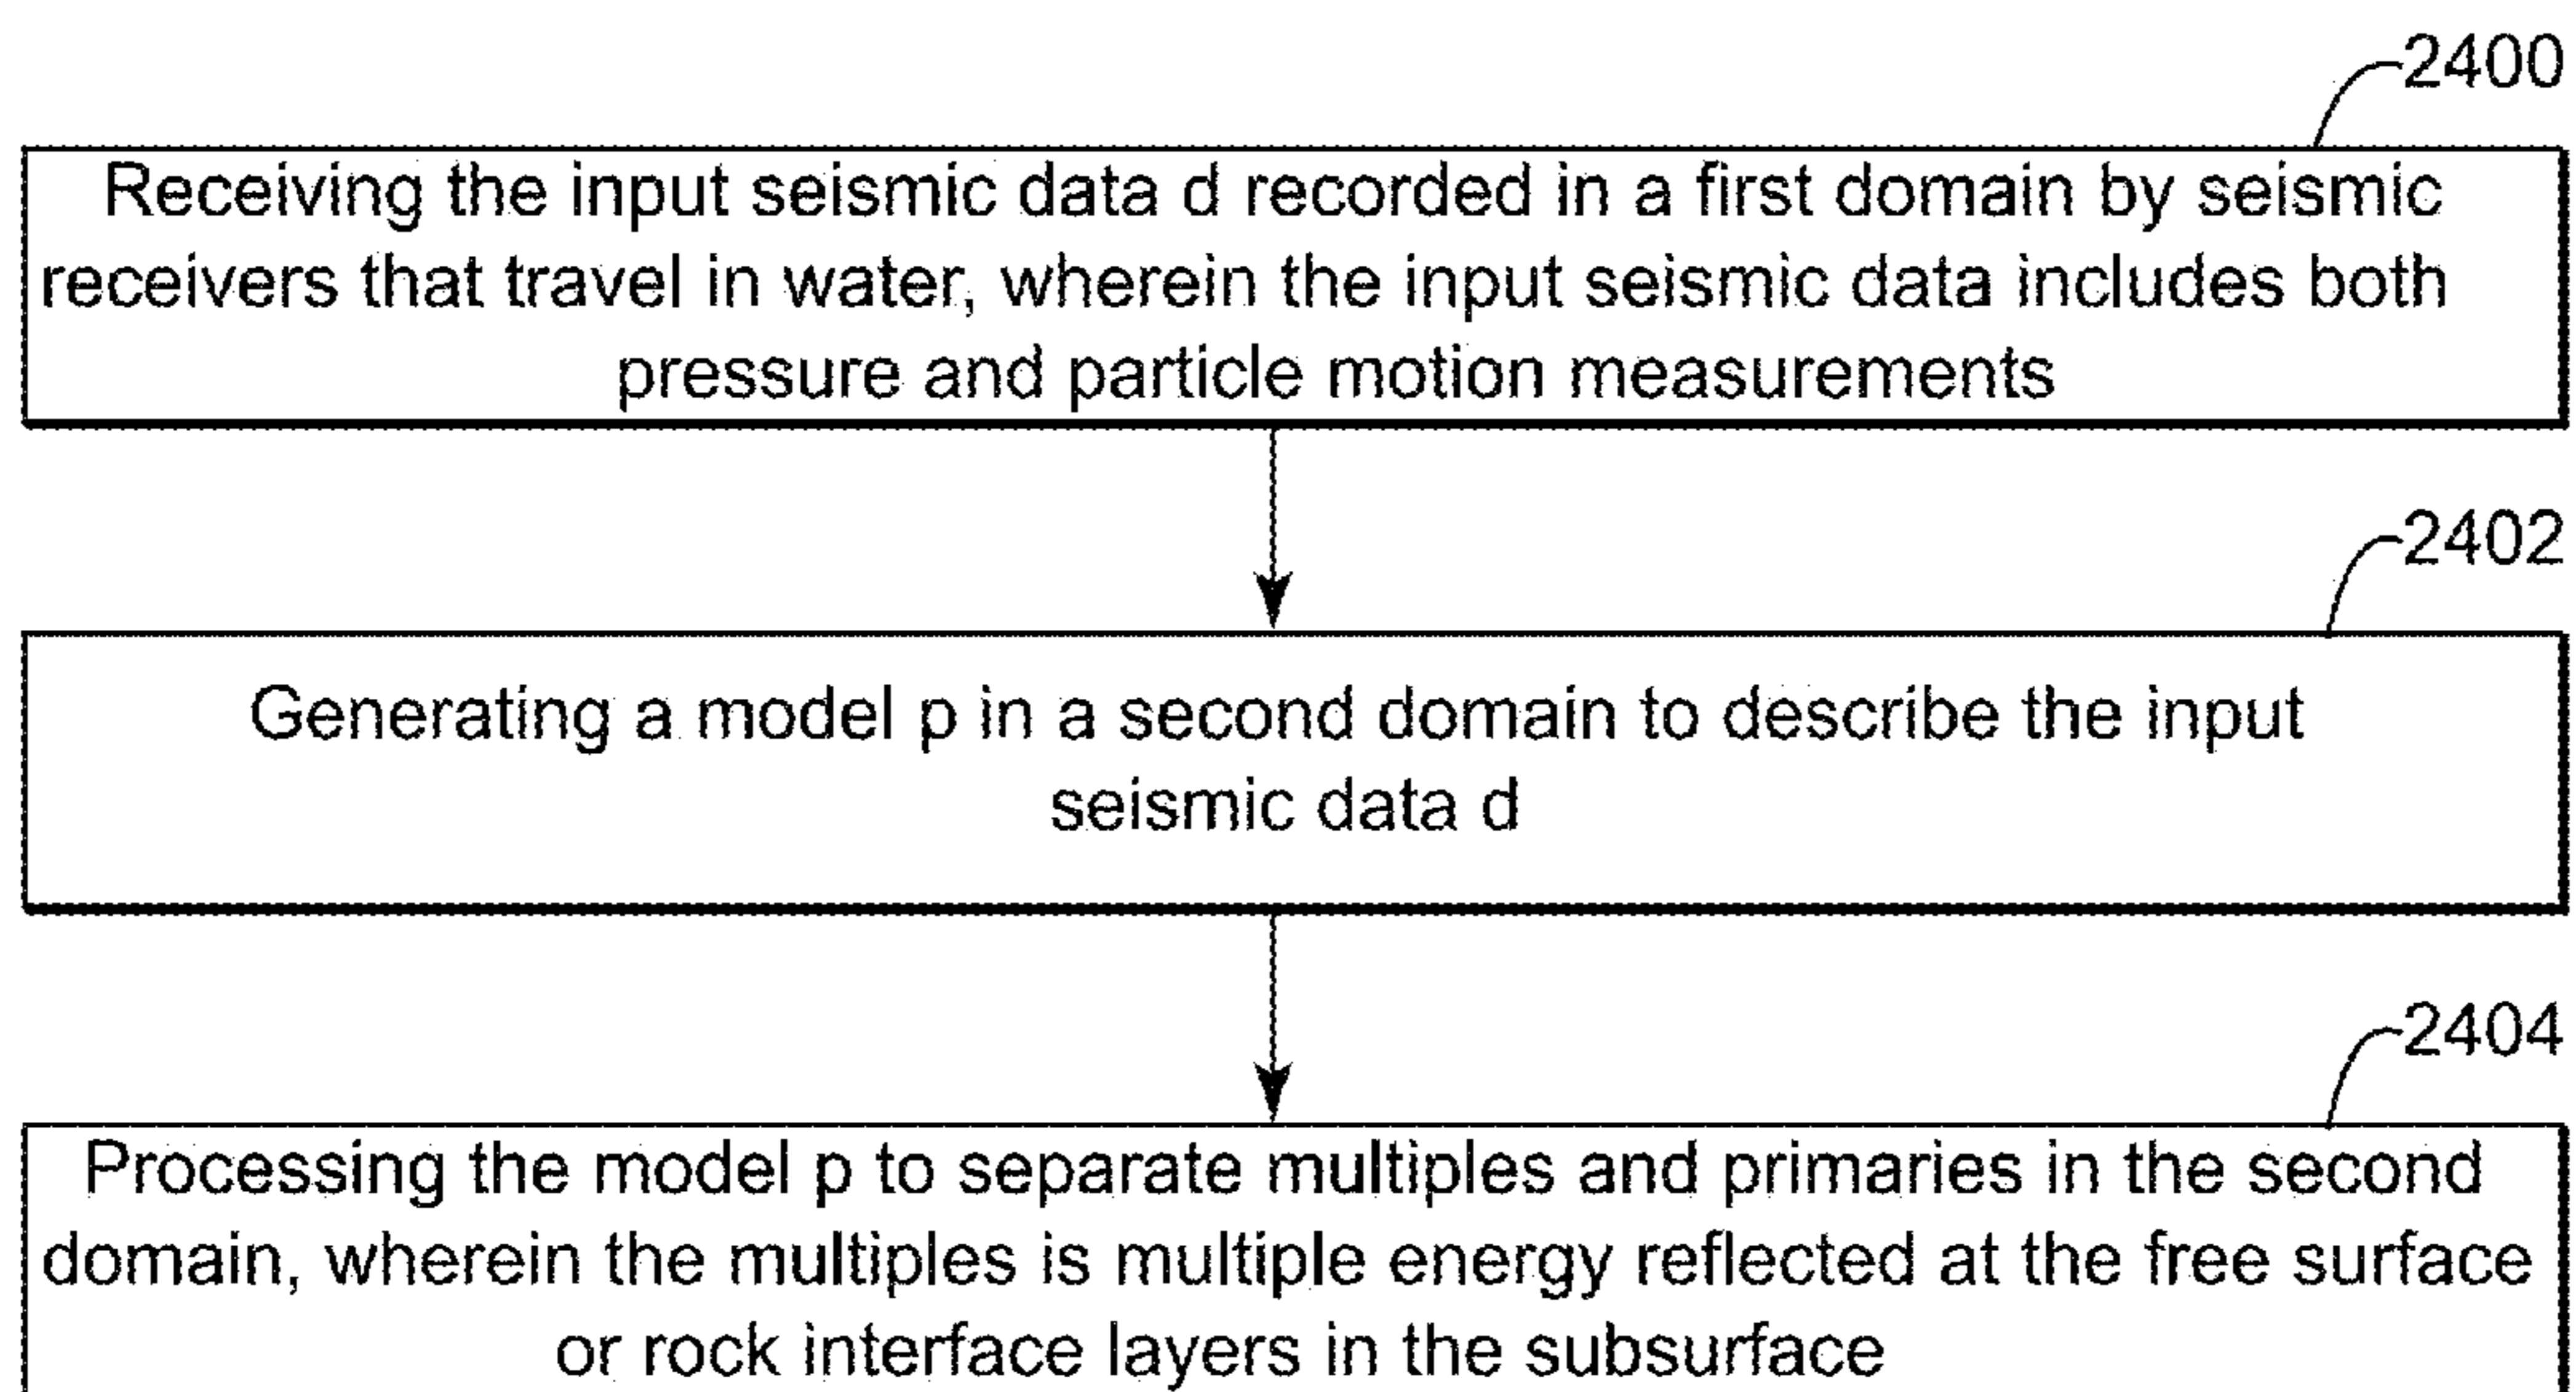 2400
Receiving the input seismic data d recorded in a first domain by seismic
receivers that travel in water, wherein the input seismic data includes both
pressure and particle motion measurements
2402
Generating a model p in a second domain to describe the input
seismic data d
2404
Processing the model p to separate multiples and primaries in the second
domain, wherein the multiples is multiple energy reflected at the free surface
or rock interface layers in the subsurface